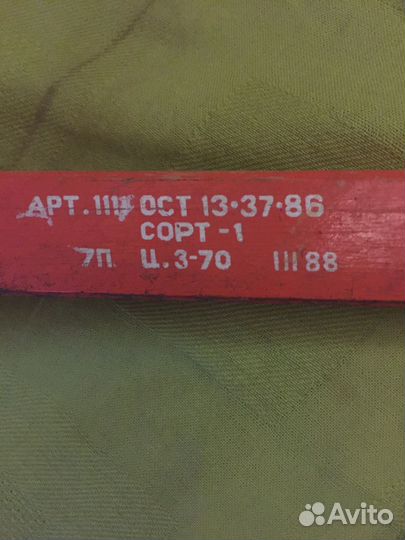 АРТ. ОСТ 13·37·86
СОРТ-1
7П. Ц. 3-70 III 88
Avito